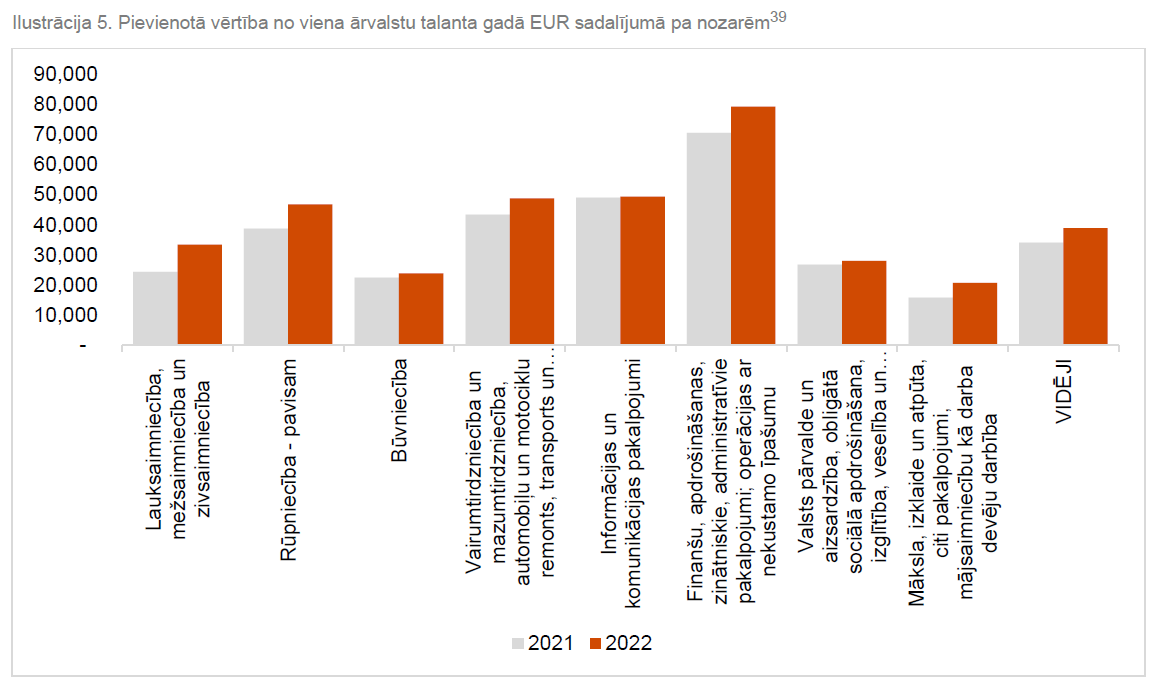 Ilustrācija 5. Pievienotā vērtība no viena ārvalstu talanta gadā EUR sadalījumā pa nozarēm39
90,000
80,000
70,000
60,000
50,000
40,000
30,000
20,000
10,000
-
Lauksaimniecība,
mežsaimniecība un
zivsaimniecība
Rūpniecība - pavisam
Būvniecība
Vairumtirdzniecība un
mazumtirdzniecība,
automobiļu un motociklu
remonts, transports un…
Informācijas un
komunikācijas pakalpojumi
Finanšu, apdrošināšanas,
zinātniskie, administratīvie
pakalpojumi; operācijas ar
nekustamo īpašumu
Valsts pārvalde un
aizsardzība, obligātā
sociālā apdrošināšana,
izglītība, veselība un…
Māksla, izklaide un atpūta,
citi pakalpojumi,
mājsaimniecību kā darba
devēju darbība
VIDĒJI
2021
2022